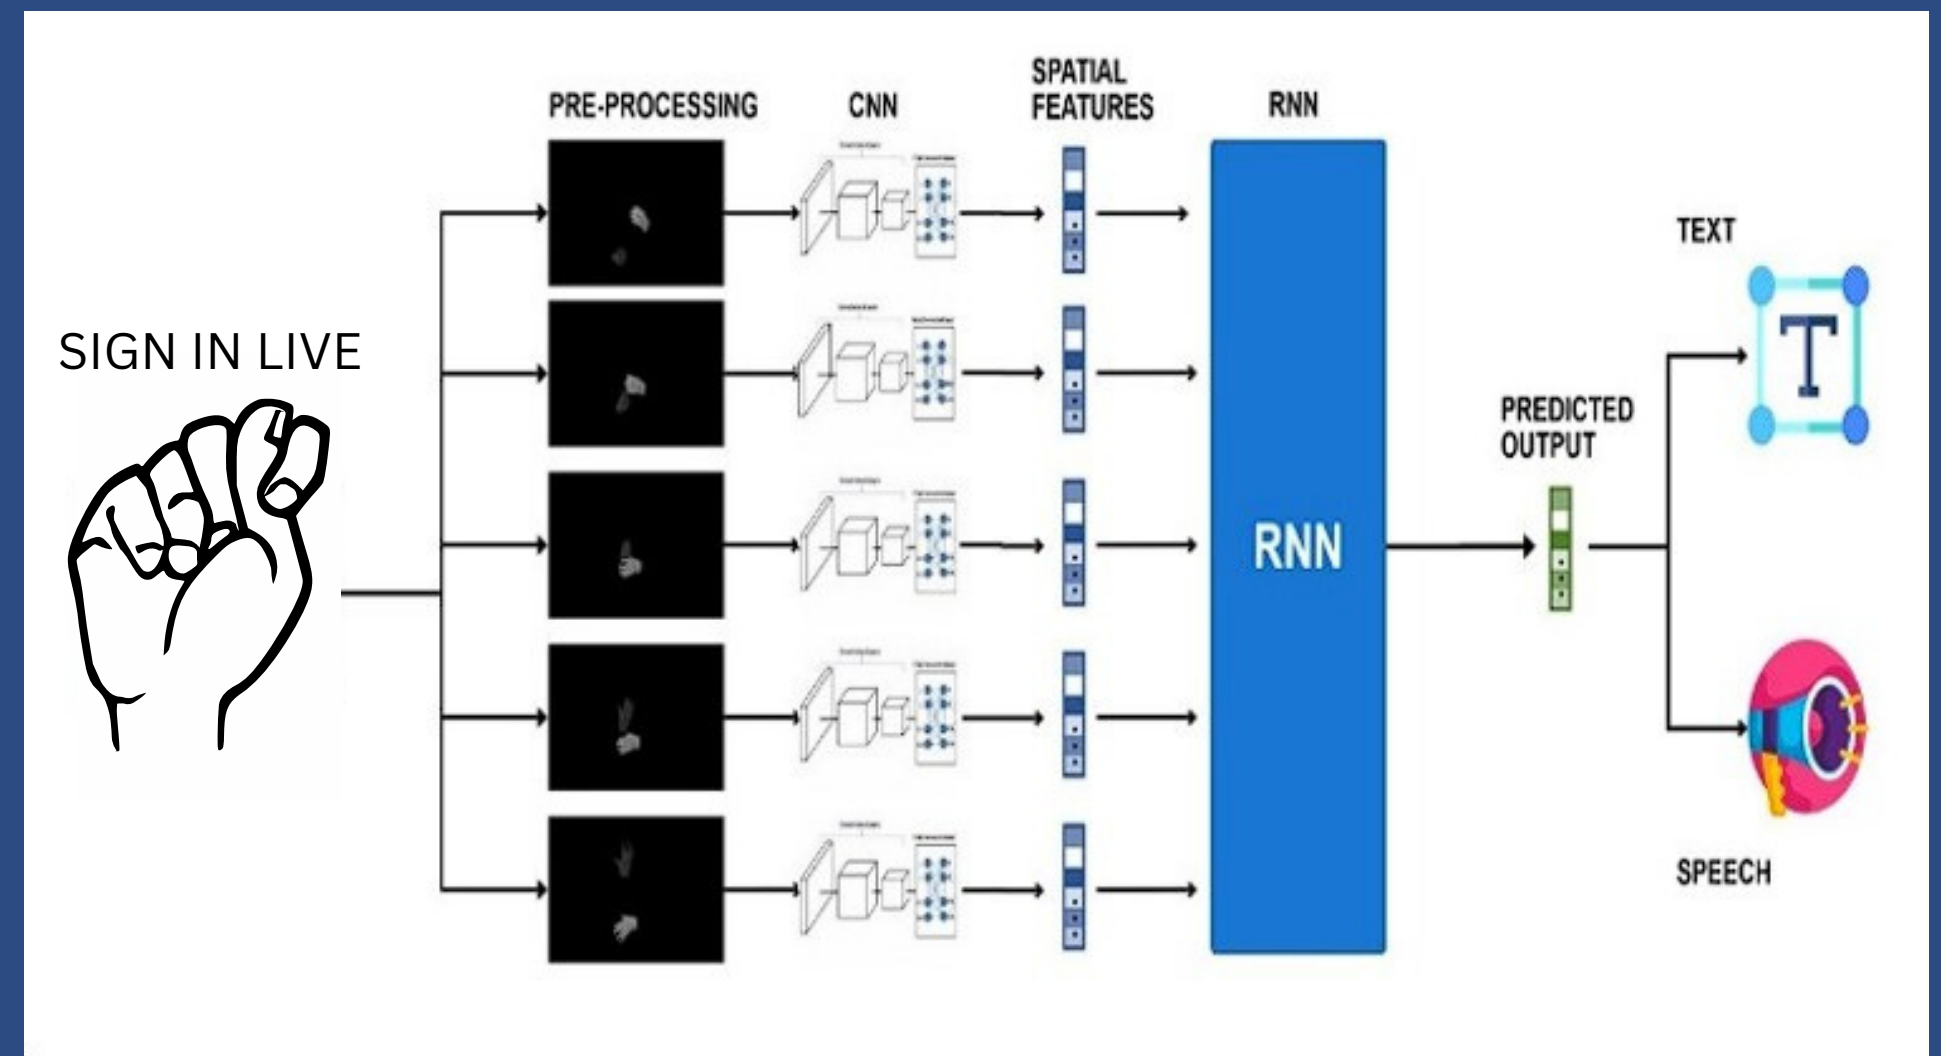 PRE-PROCESSING
CNN
SPATIAL
FEATURES
RNN
SIGN IN LIVE
RNN
PREDICTED
OUTPUT
TEXT
T
SPEECH